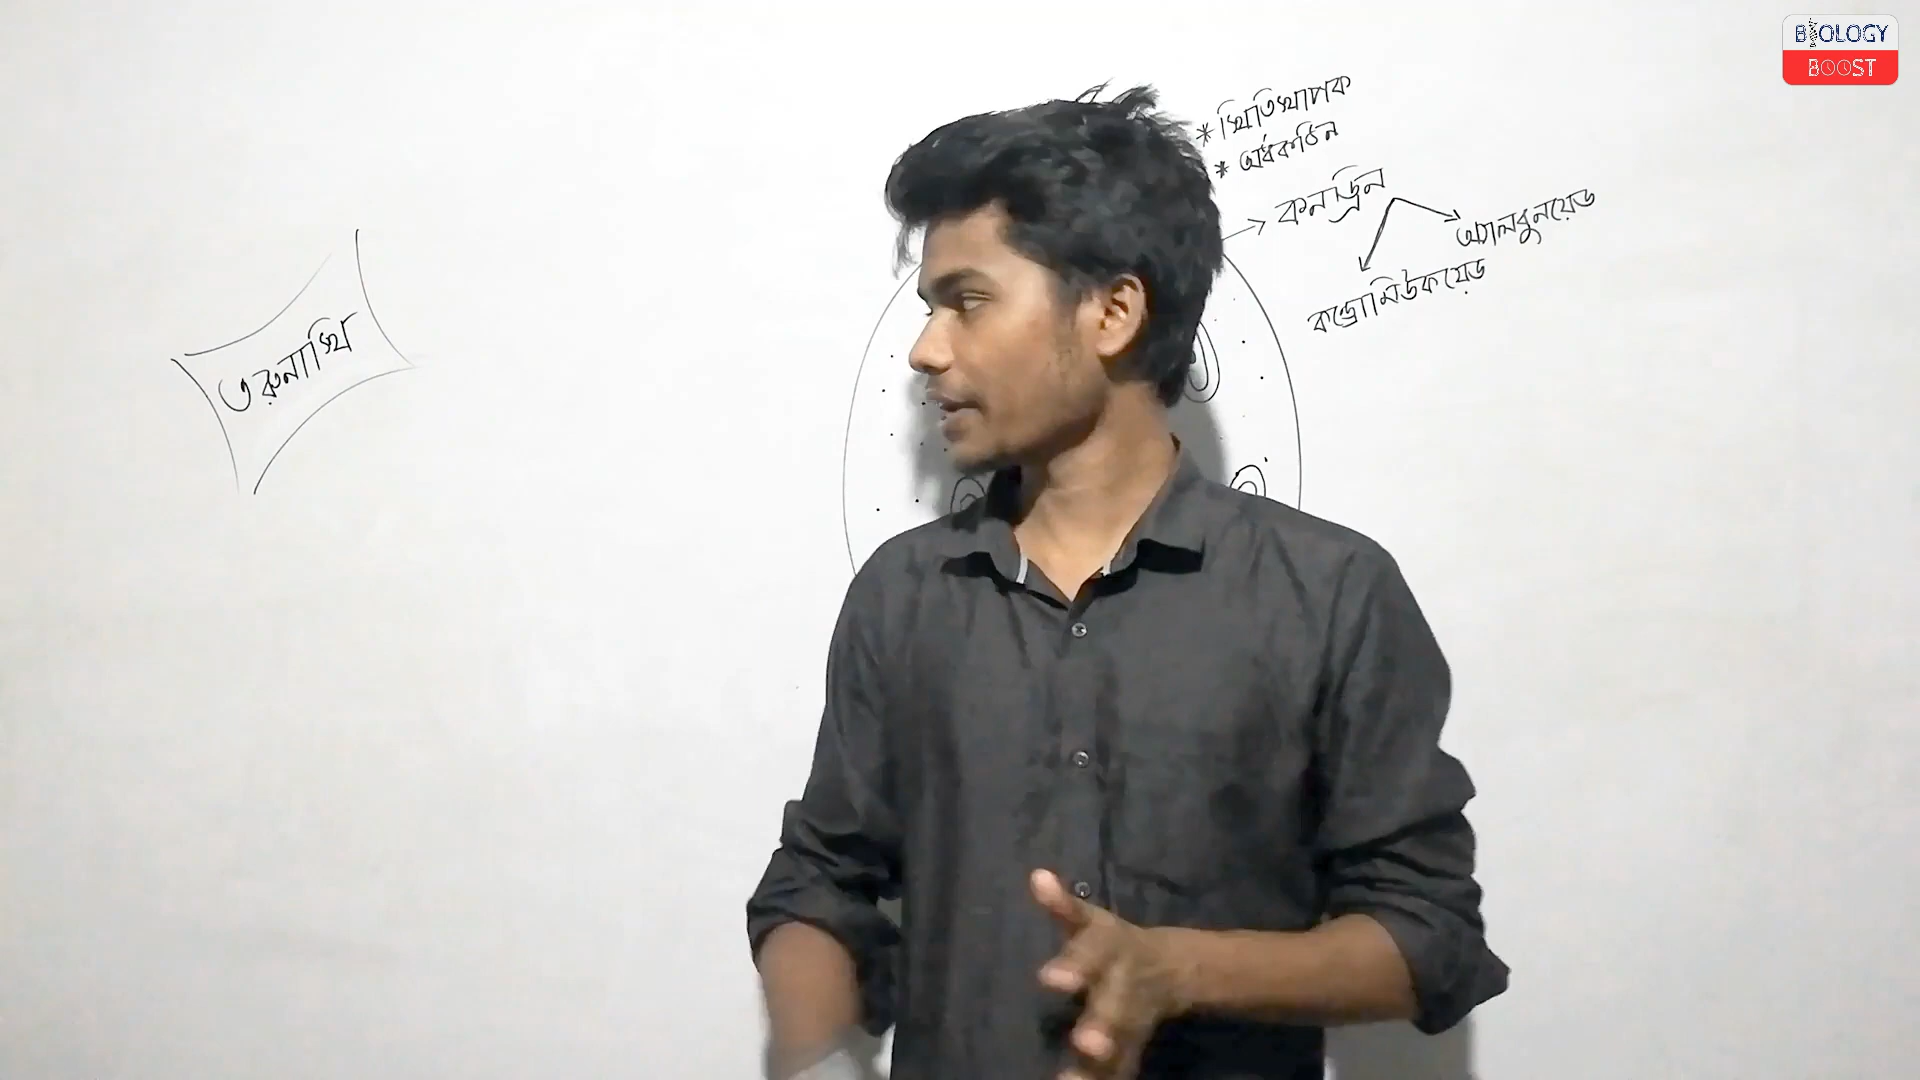 BIOLOGY
BOOST
* স্থিতিস্থাপক
* অর্ধকঠিন
কনড্রিন
অ্যালবুনয়েড
কন্ড্রোমিউকয়েড
তরুনাস্থি